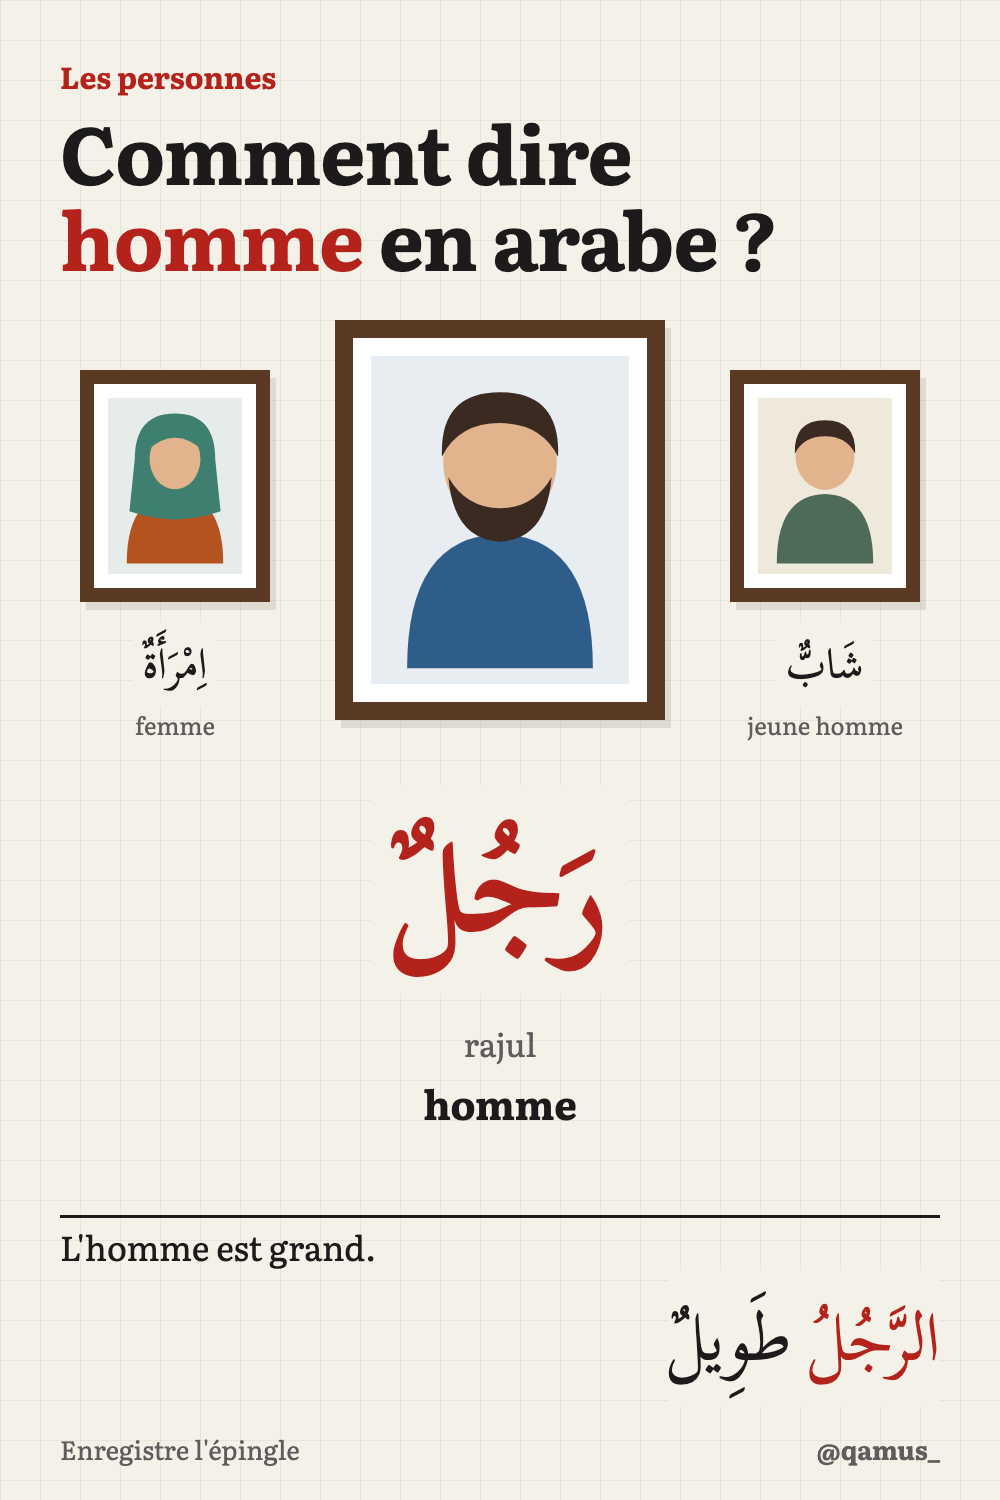 Les personnes
Comment dire
homme en arabe ?
اِمْرَأَةٌ
femme
شَابٌّ
jeune homme
رَجُلٌ
rajul
homme
L'homme est grand.
الرَّجُلُ طَوِيلٌ
Enregistre l'épingle
@qamus_